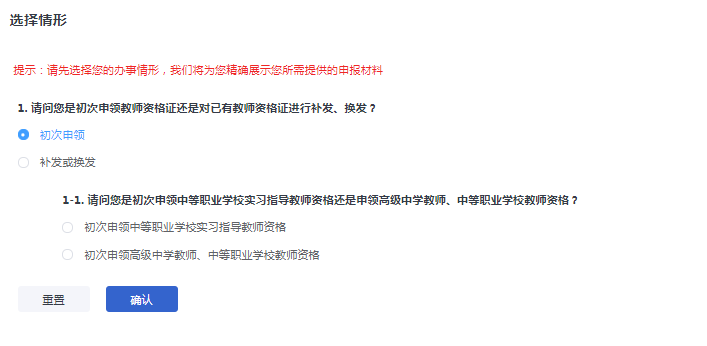 选择情形
提示：请先选择您的办事情形，我们将为您精确展示您所需提供的申报材料
1. 请问您是初次申领教师资格证还是对已有教师资格证进行补发、换发？
初次申领
补发或换发
1-1. 请问您是初次申领中等职业学校实习指导教师资格还是申领高级中学教师、中等职业学校教师资格？
初次申领中等职业学校实习指导教师资格
初次申领高级中学教师、中等职业学校教师资格
重置 确认